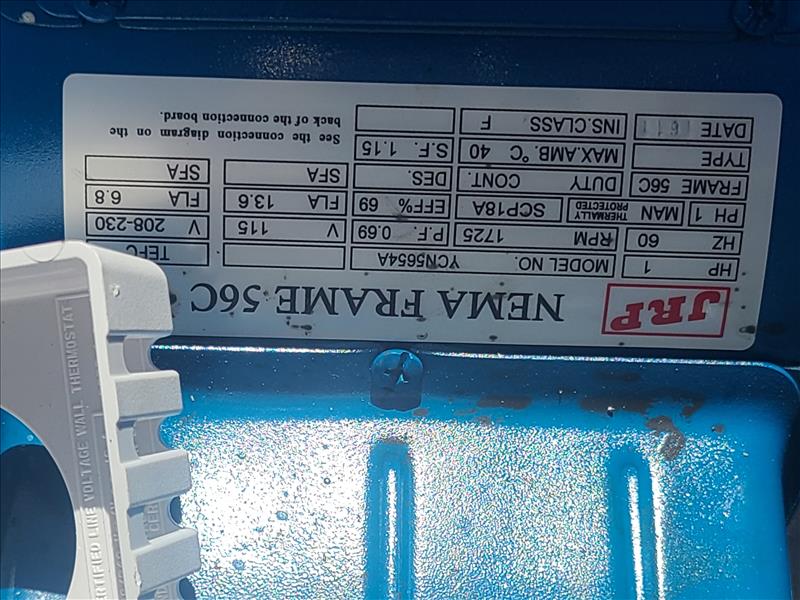 JRP NEMA FRAME 56C
HP 1 MODEL NO. YCN5654A TEFC
HZ 60 RPM 1725 P.F. 0.69 V 115 V 208-230
PH 1 MAN THERMALLY PROTECTED SCP18A EFF% 69 FLA 13.6 FLA 6.8
FRAME 56C DUTY CONT. DES. SFA SFA
TYPE MAX.AMB. °C 40 S.F. 1.15
DATE INS.CLASS F
See the connection diagram on the
back of the connection board.
LINE VOLTAGE WALL THERMOSTAT